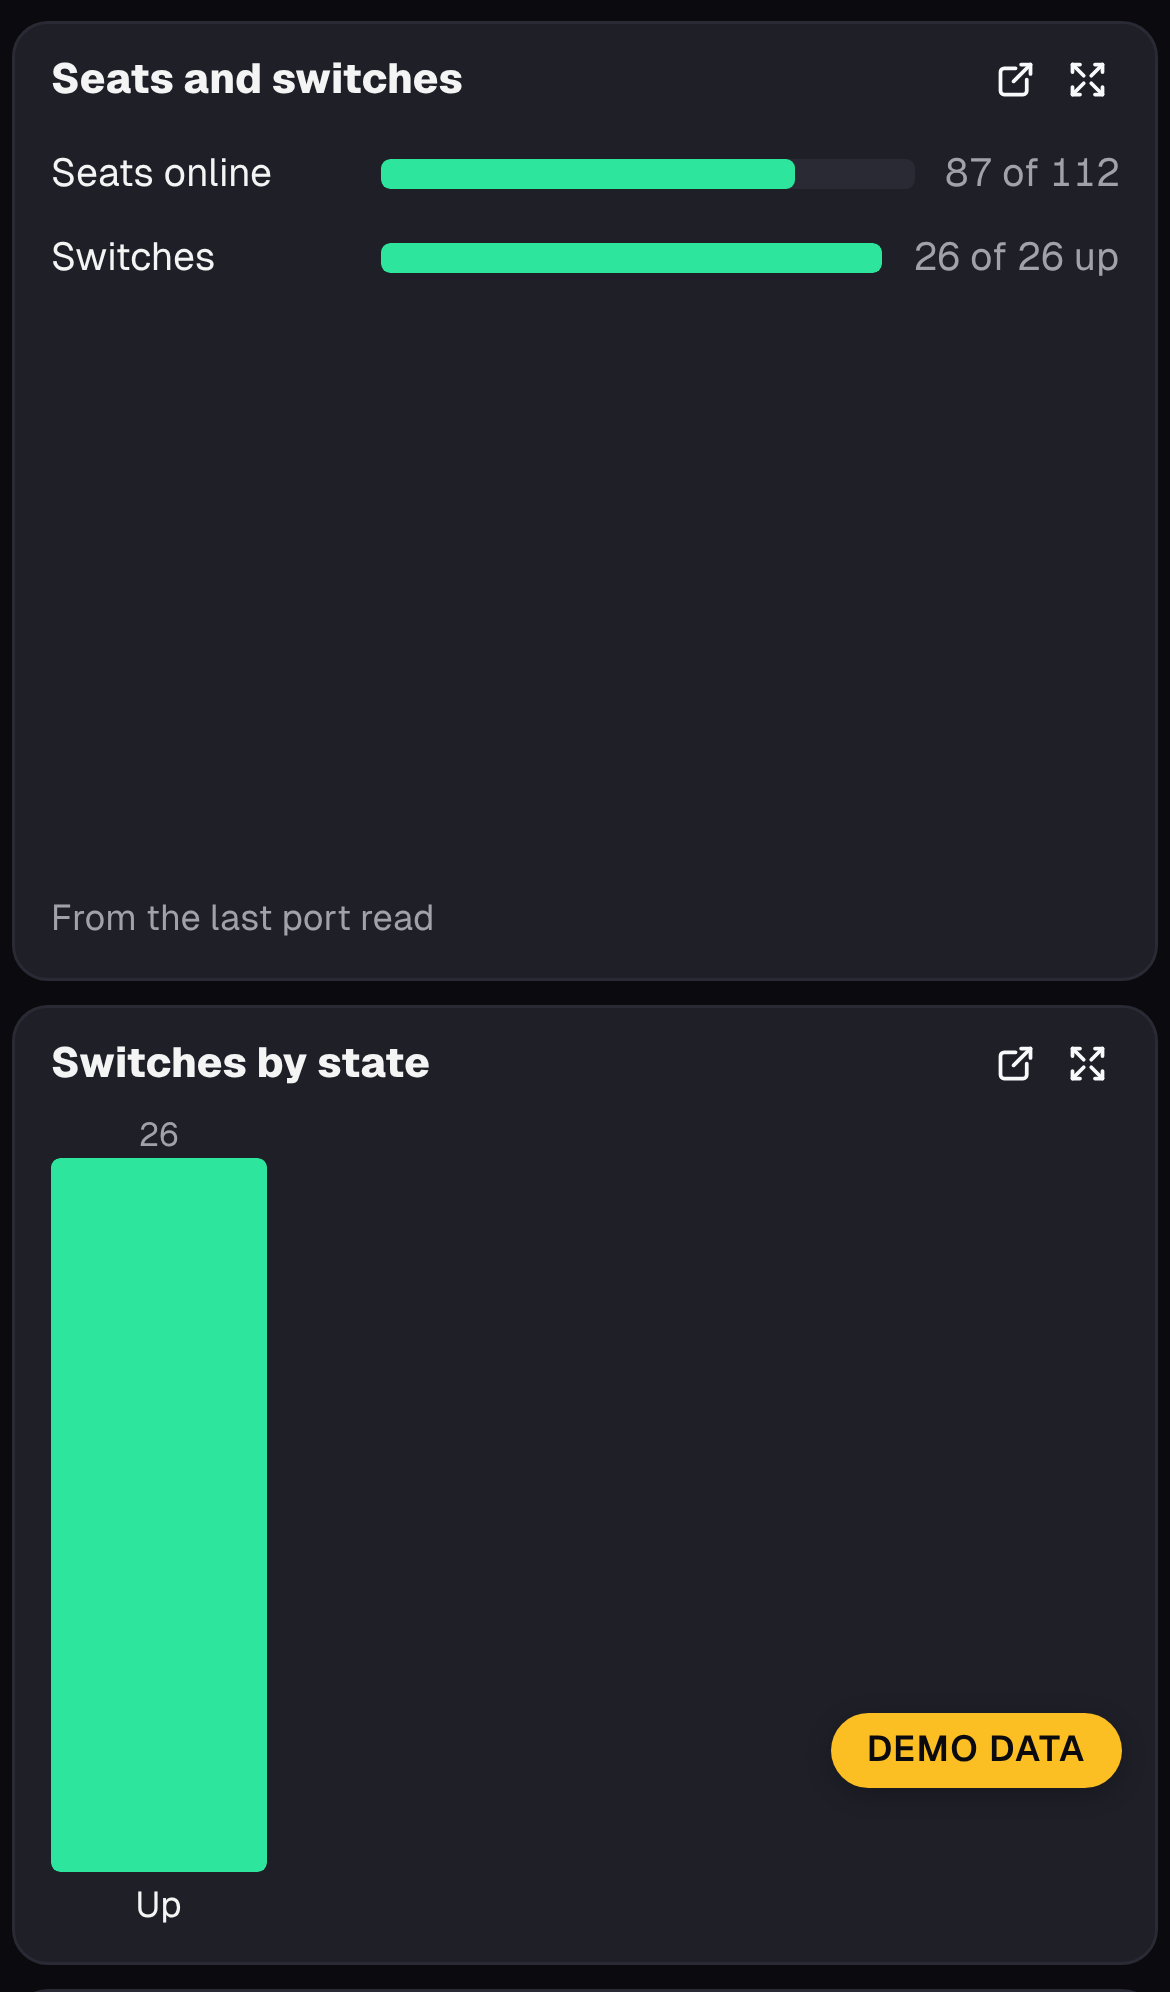 Seats and switches
Seats online 87 of 112
Switches 26 of 26 up
From the last port read
Switches by state
26
DEMO DATA
Up